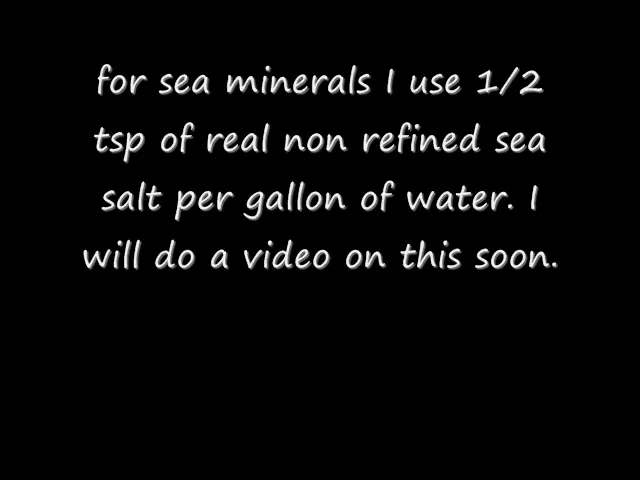 for sea minerals I use 1/2
tsp of real non refined sea
salt per gallon of water. I
will do a video on this soon.